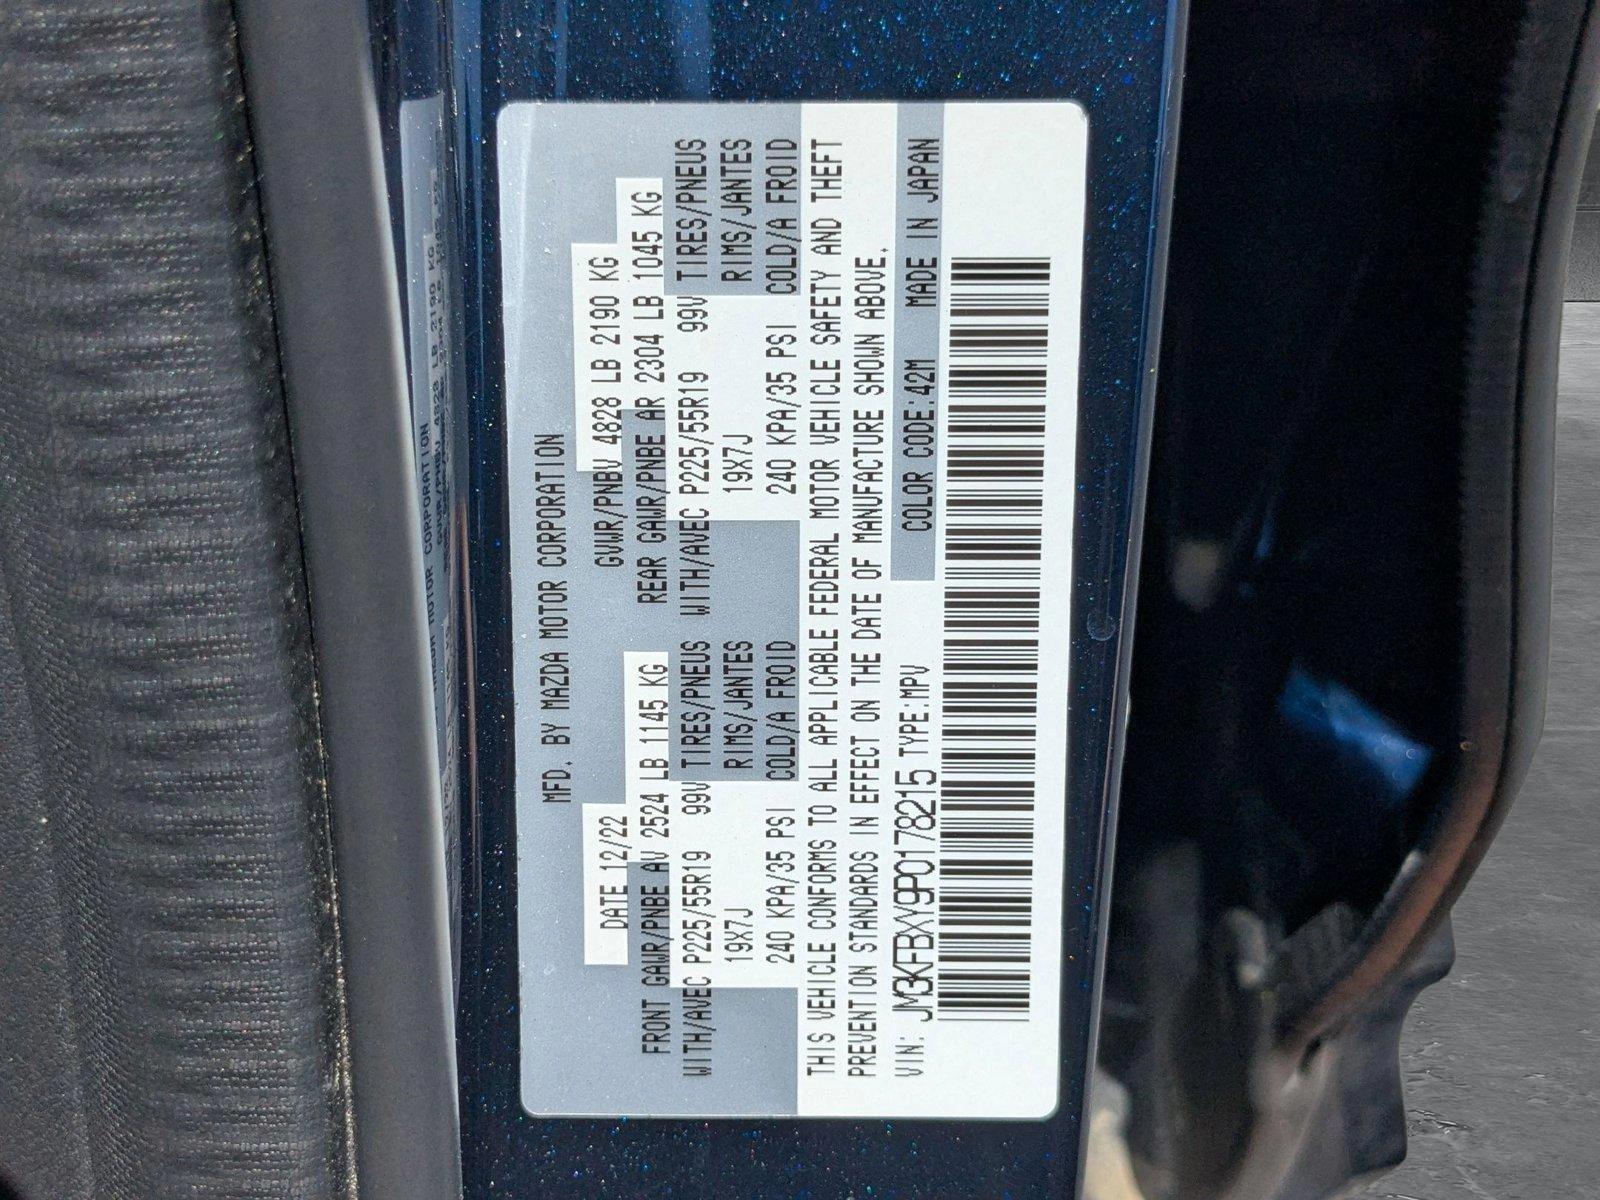 MFD. BY MAZDA MOTOR CORPORATION
DATE 12/22 GVWR/PNBV 4828 LB 2190 KG
FRONT GAWR/PNBE AV 2524 LB 1145 KG REAR GAWR/PNBE AR 2304 LB 1045 KG
WITH/AVEC P225/55R19 99V TIRES/PNEUS WITH/AVEC P225/55R19 99V TIRES/PNEUS
19X7J RIMS/JANTES 19X7J RIMS/JANTES
240 KPA/35 PSI COLD/A FROID 240 KPA/35 PSI COLD/A FROID
THIS VEHICLE CONFORMS TO ALL APPLICABLE FEDERAL MOTOR VEHICLE SAFETY AND THEFT
PREVENTION STANDARDS IN EFFECT ON THE DATE OF MANUFACTURE SHOWN ABOVE.
VIN: JM3KFBXY9P0178215 TYPE:MPV COLOR CODE:42M MADE IN JAPAN